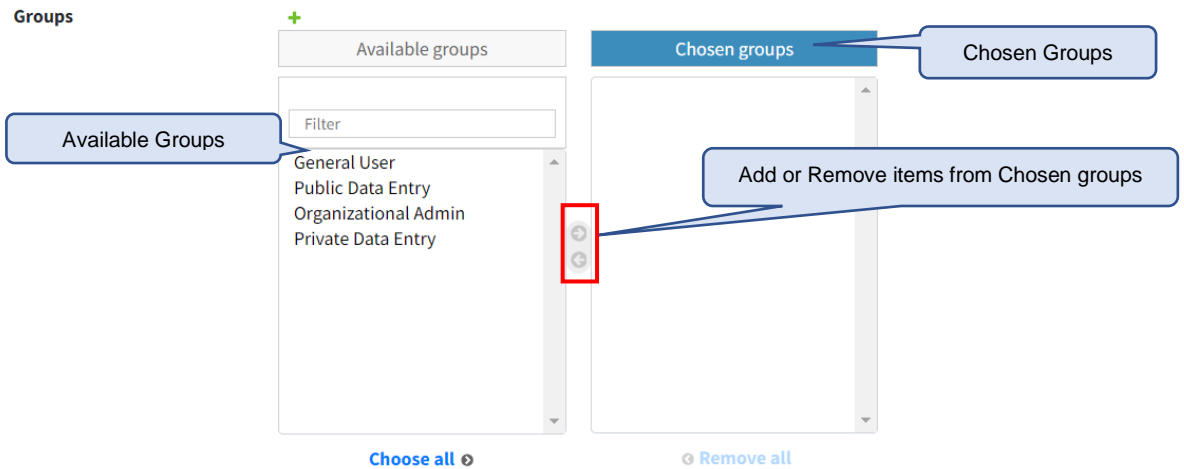 Groups
Available groups
Chosen groups
Chosen Groups
Filter
Available Groups
General User
Public Data Entry
Organizational Admin
Private Data Entry
Add or Remove items from Chosen groups
Choose all
Remove all